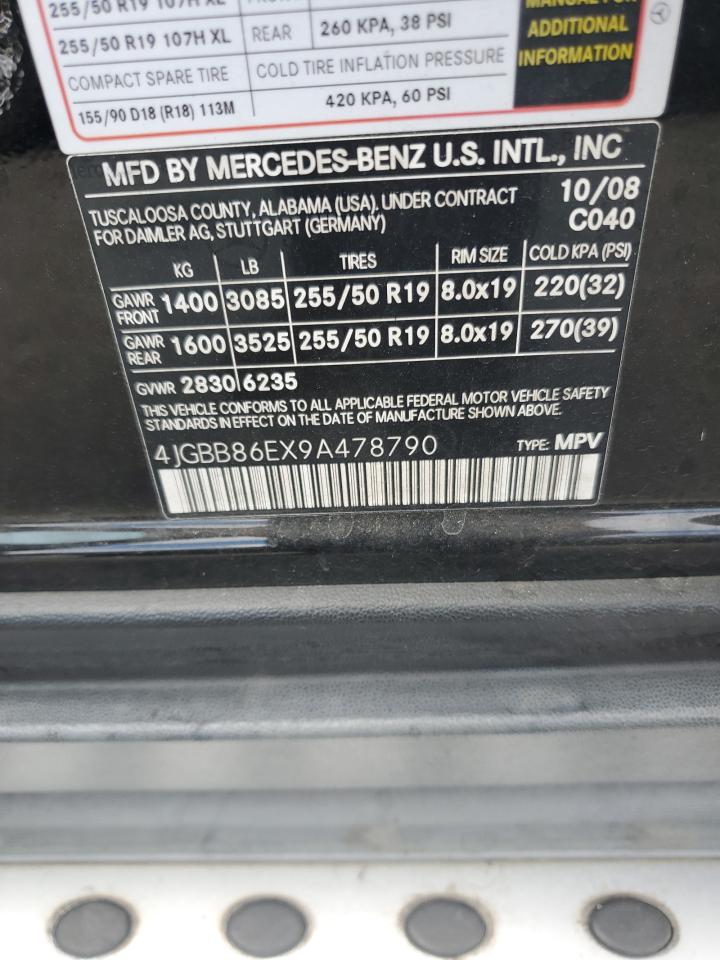 255/50 R19 107H XL
255/50 R19 107H XL REAR 260 KPA, 38 PSI
COMPACT SPARE TIRE COLD TIRE INFLATION PRESSURE
155/90 D18 (R18) 113M 420 KPA, 60 PSI
MANUAL FOR
ADDITIONAL
INFORMATION
MFD BY MERCEDES-BENZ U.S. INTL., INC
TUSCALOOSA COUNTY, ALABAMA (USA). UNDER CONTRACT 10/08
FOR DAIMLER AG, STUTTGART (GERMANY) C040
KG LB TIRES RIM SIZE COLD KPA (PSI)
GAWR FRONT 1400 3085 255/50 R19 8.0x19 220(32)
GAWR REAR 1600 3525 255/50 R19 8.0x19 270(39)
GVWR 2830 6235
THIS VEHICLE CONFORMS TO ALL APPLICABLE FEDERAL MOTOR VEHICLE SAFETY
STANDARDS IN EFFECT ON THE DATE OF MANUFACTURE SHOWN ABOVE.
4JGBB86EX9A478790 TYPE: MPV